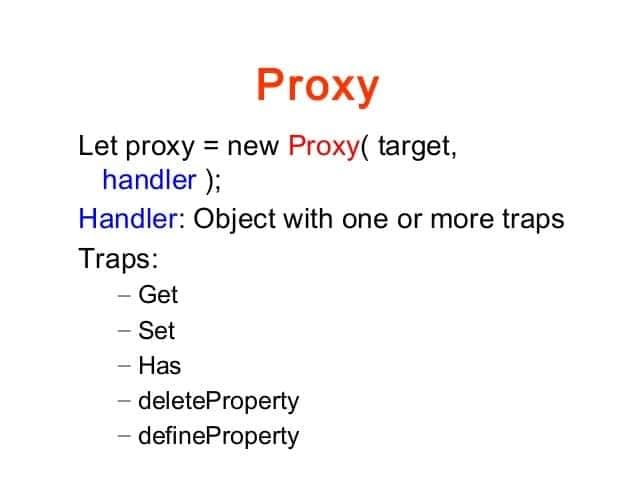 Proxy
Let proxy = new Proxy( target,
handler );
Handler: Object with one or more traps
Traps:
– Get
– Set
– Has
– deleteProperty
– defineProperty